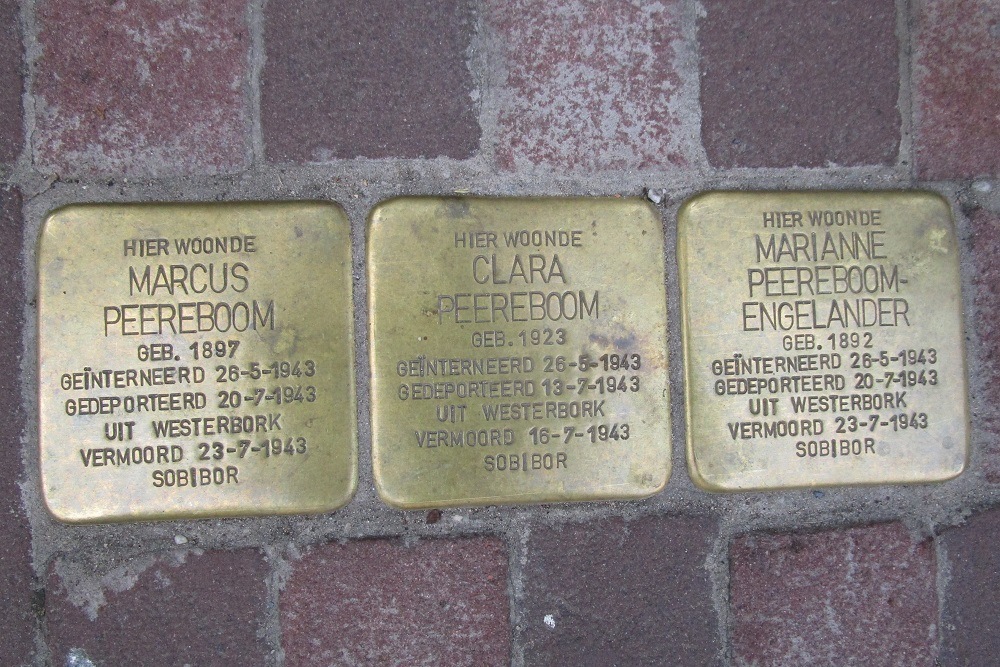 HIER WOONDE
MARCUS
PEEREBOOM
GEB. 1897
GEÏNTERNEERD 26-5-1943
GEDEPORTEERD 20-7-1943
UIT WESTERBORK
VERMOORD 23-7-1943
SOBIBOR
HIER WOONDE
CLARA
PEEREBOOM
GEB. 1923
GEÏNTERNEERD 26-5-1943
GEDEPORTEERD 13-7-1943
UIT WESTERBORK
VERMOORD 16-7-1943
SOBIBOR
HIER WOONDE
MARIANNE
PEEREBOOM-
ENGELANDER
GEB. 1892
GEÏNTERNEERD 26-5-1943
GEDEPORTEERD 20-7-1943
UIT WESTERBORK
VERMOORD 23-7-1943
SOBIBOR